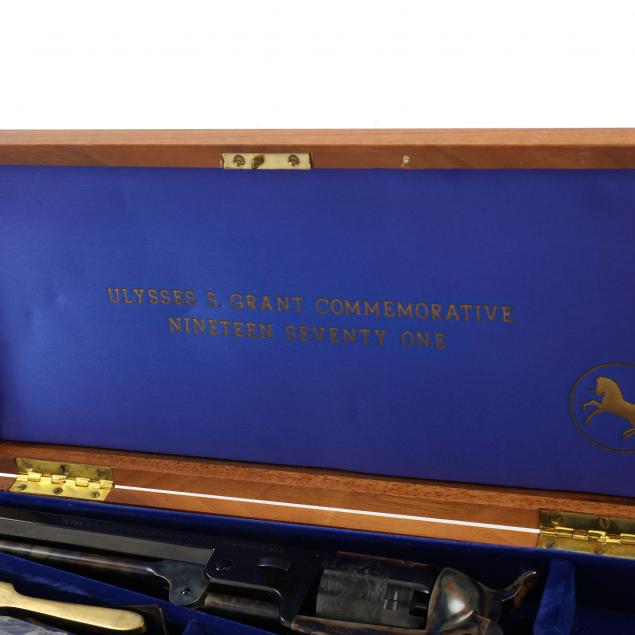 ULYSSES S. GRANT COMMEMORATIVE
NINETEEN SEVENTY ONE